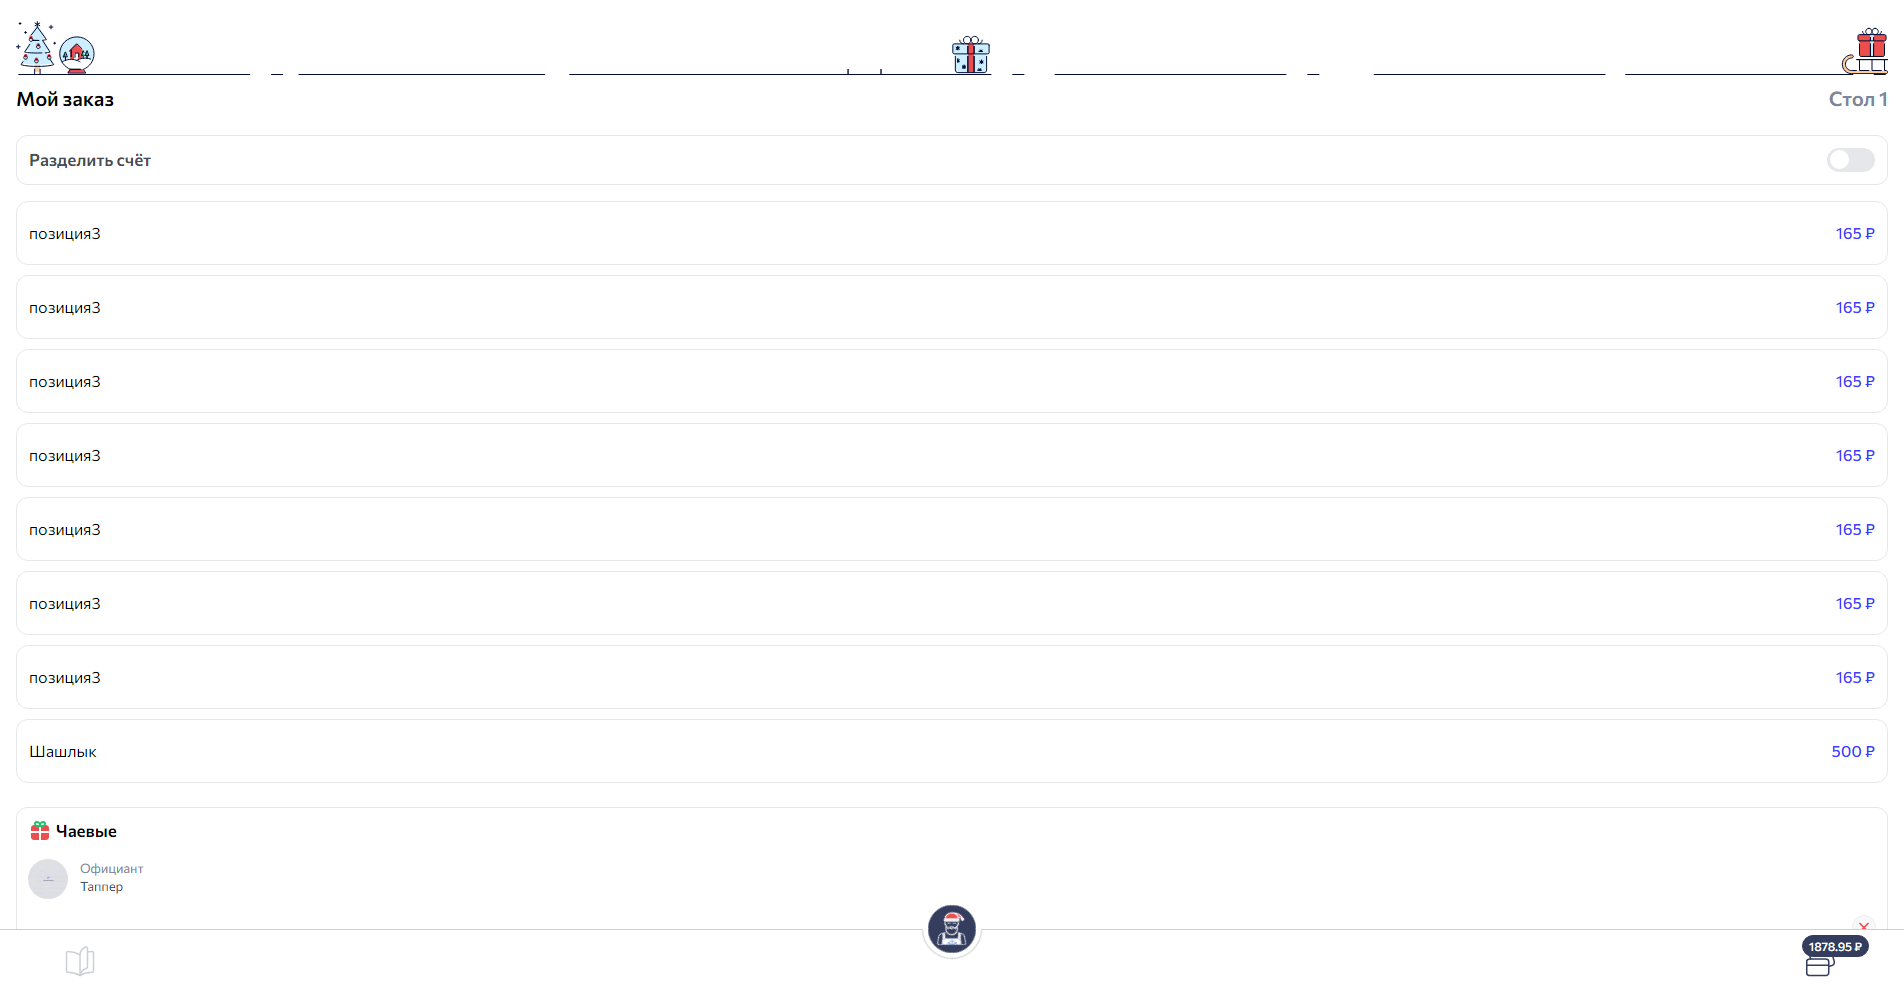 Мой заказ
Стол 1
Разделить счёт
позиция3
165 ₽
позиция3
165 ₽
позиция3
165 ₽
позиция3
165 ₽
позиция3
165 ₽
позиция3
165 ₽
позиция3
165 ₽
Шашлык
500 ₽
Чаевые
Официант
Таппер
1878.95 ₽